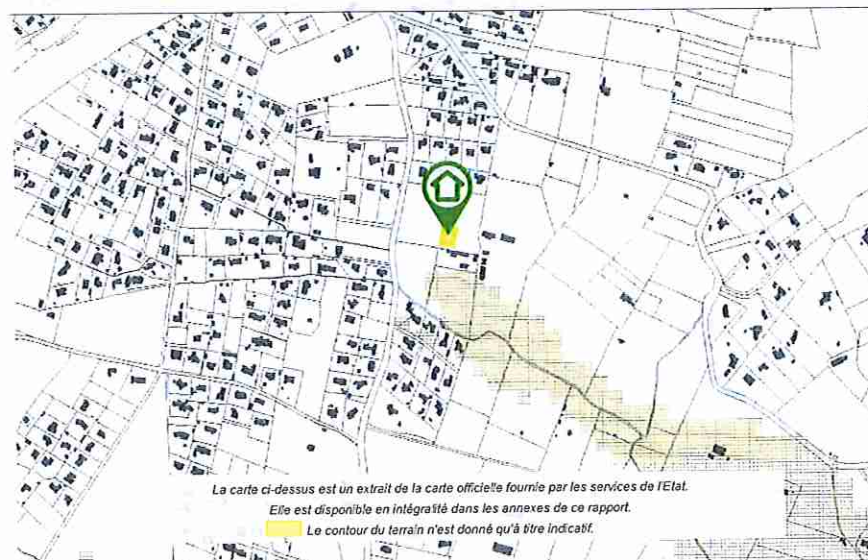 La carte ci-dessus est un extrait de la carte officielle fournie par les services de l'Etat.
Elle est disponible en intégralité dans les annexes de ce rapport.
Le contour du terrain n'est donné qu'à titre indicatif.